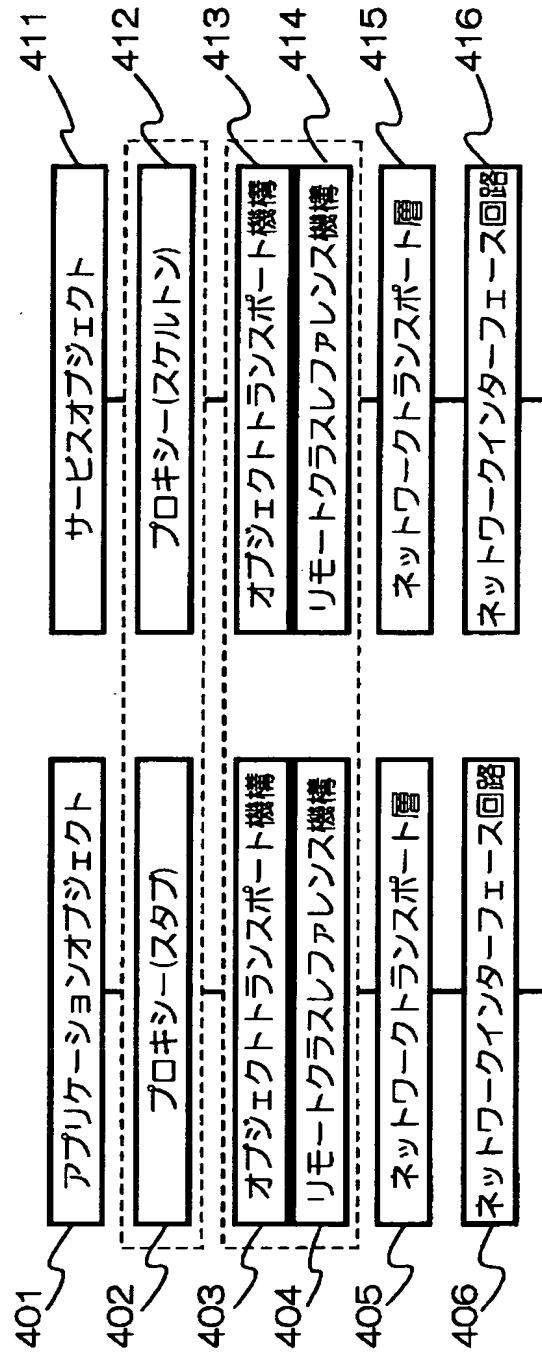 401
アプリケーションオブジェクト
402
プロキシー(スタブ)
403
オブジェクトトランスポート機構
404
リモートクラスレファレンス機構
405
ネットワークトランスポート層
406
ネットワークインターフェース回路
サービスオブジェクト
411
プロキシー(スケルトン)
412
オブジェクトトランスポート機構
413
リモートクラスレファレンス機構
414
ネットワークトランスポート層
415
ネットワークインターフェース回路
416